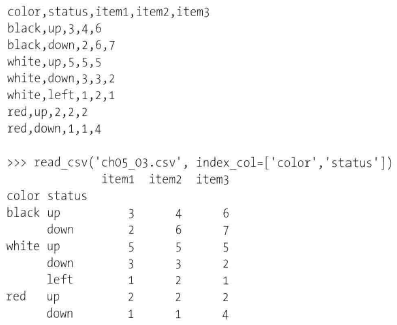 color,status,item1,item2,item3
black,up,3,4,6
black,down,2,6,7
white,up,5,5,5
white,down,3,3,2
white,left,1,2,1
red,up,2,2,2
red,down,1,1,4
>>> read_csv('ch05_03.csv', index_col=['color','status'])
item1 item2 item3
color status
black up 3 4 6
down 2 6 7
white up 5 5 5
down 3 3 2
left 1 2 1
red up 2 2 2
down 1 1 4